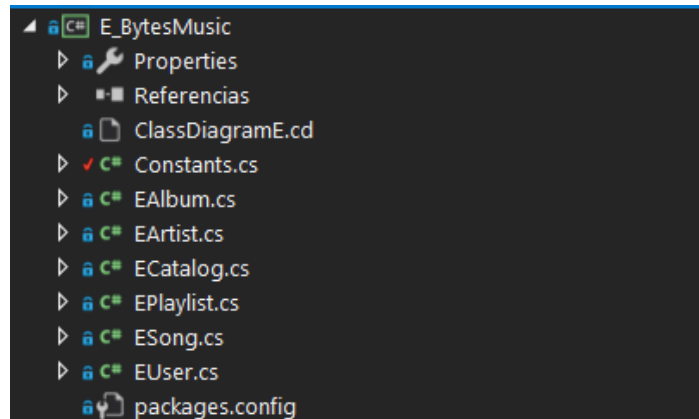 C# E_BytesMusic
Properties
Referencias
ClassDiagramE.cd
C# Constants.cs
C# EAlbum.cs
C# EArtist.cs
C# ECatalog.cs
C# EPlaylist.cs
C# ESong.cs
C# EUser.cs
packages.config